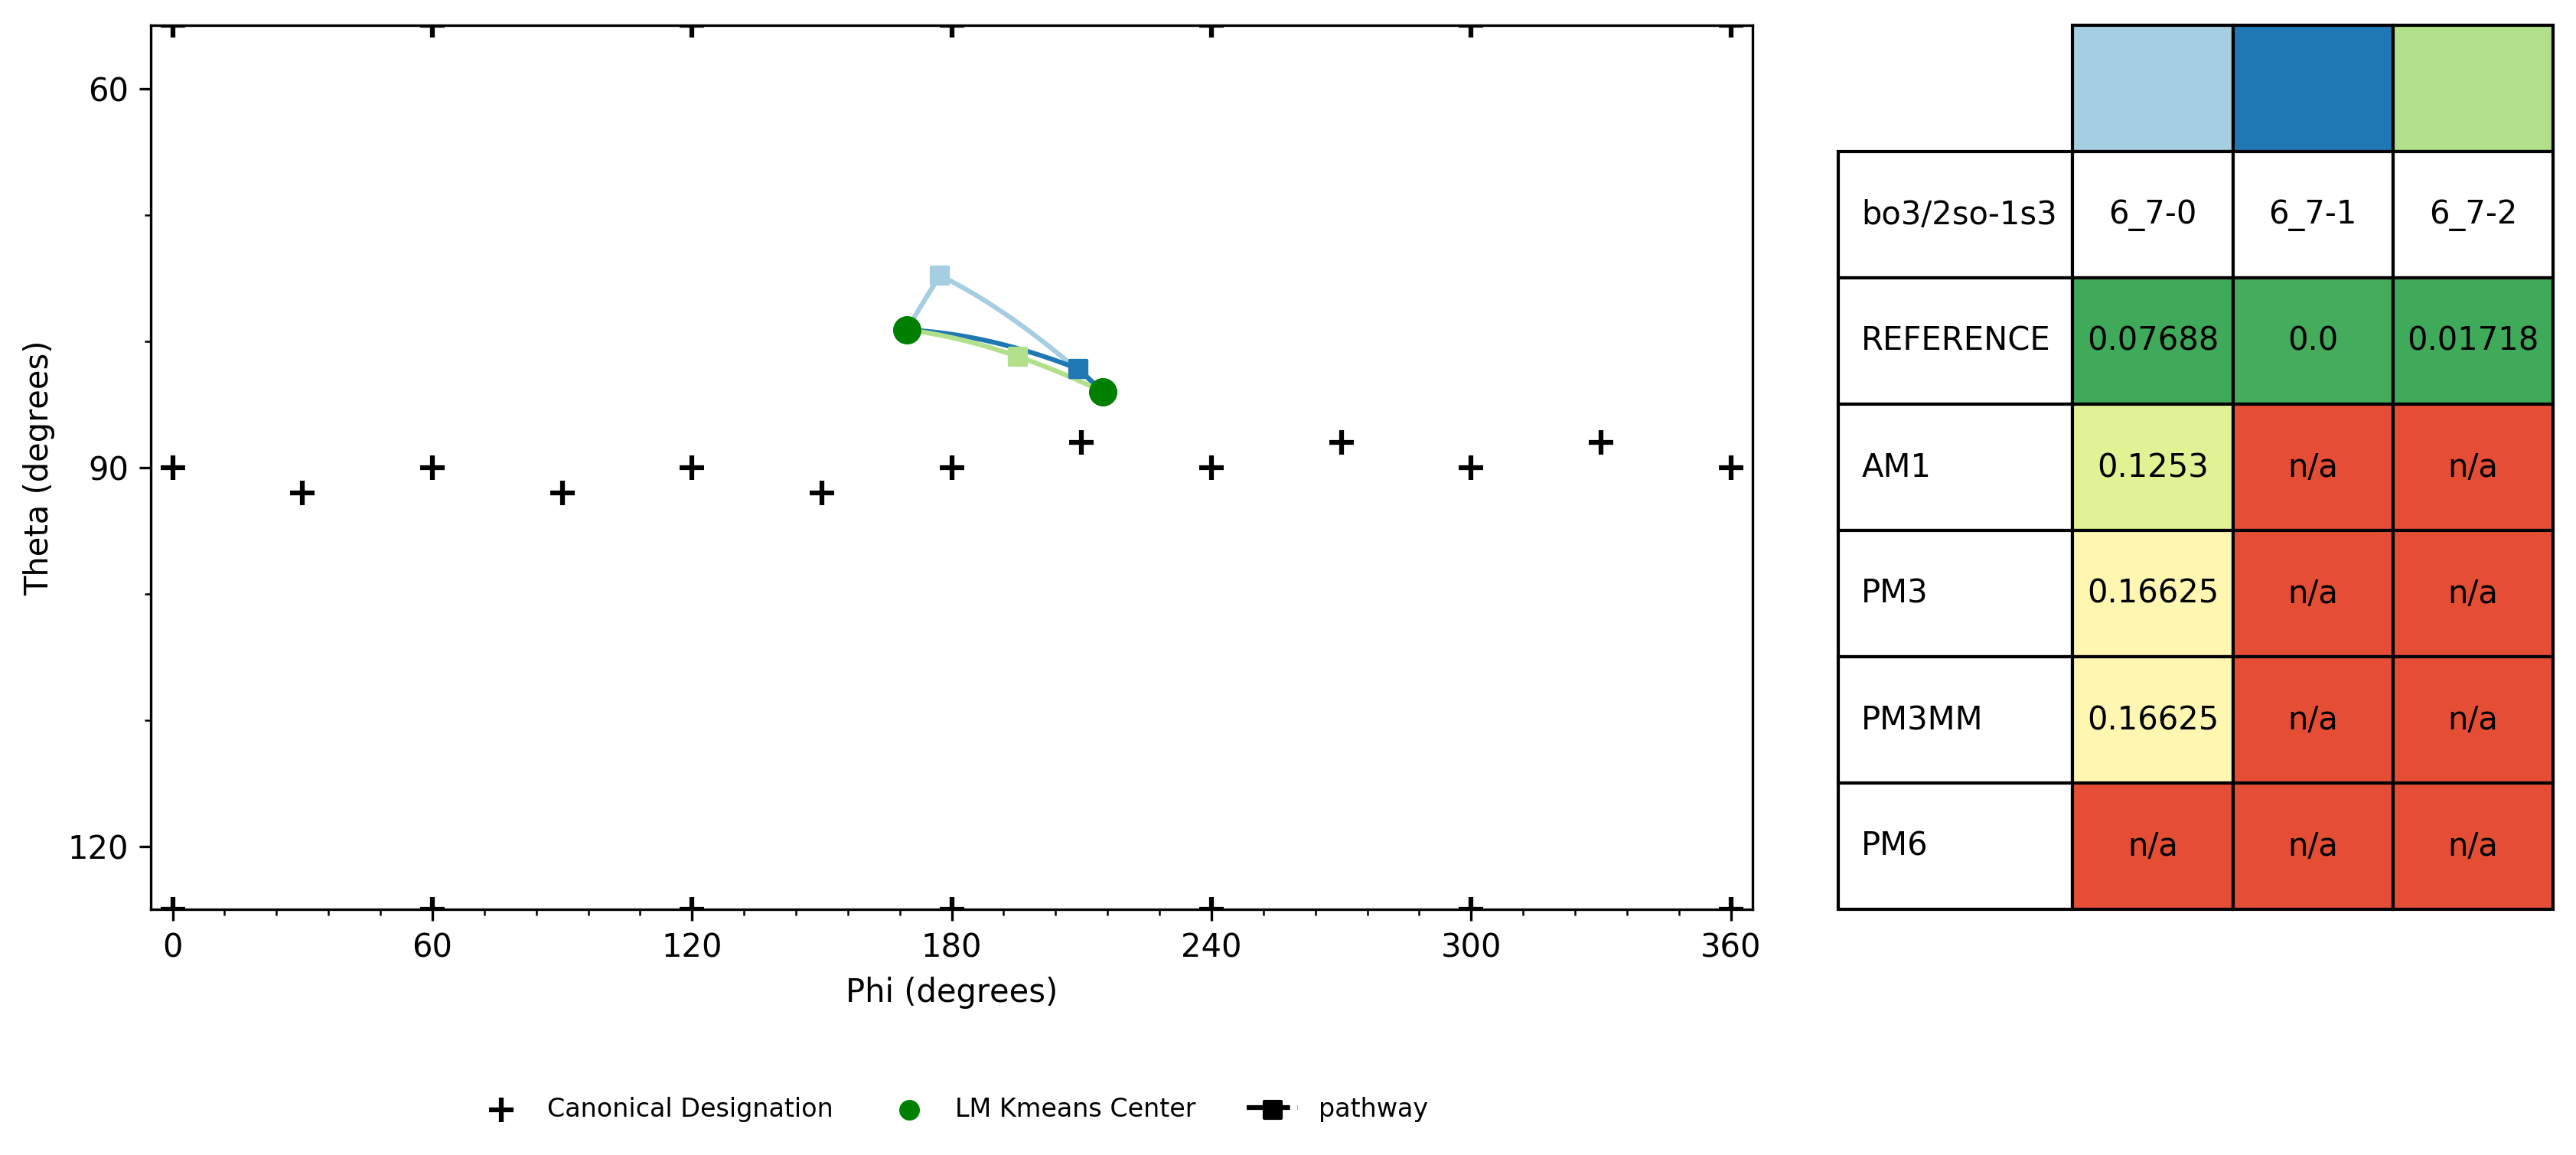 60
90
120
Theta (degrees)
0 60 120 180 240 300 360
Phi (degrees)
Canonical Designation LM Kmeans Center pathway
bo3/2so-1s3 6_7-0 6_7-1 6_7-2
REFERENCE 0.07688 0.0 0.01718
AM1 0.1253 n/a n/a
PM3 0.16625 n/a n/a
PM3MM 0.16625 n/a n/a
PM6 n/a n/a n/a